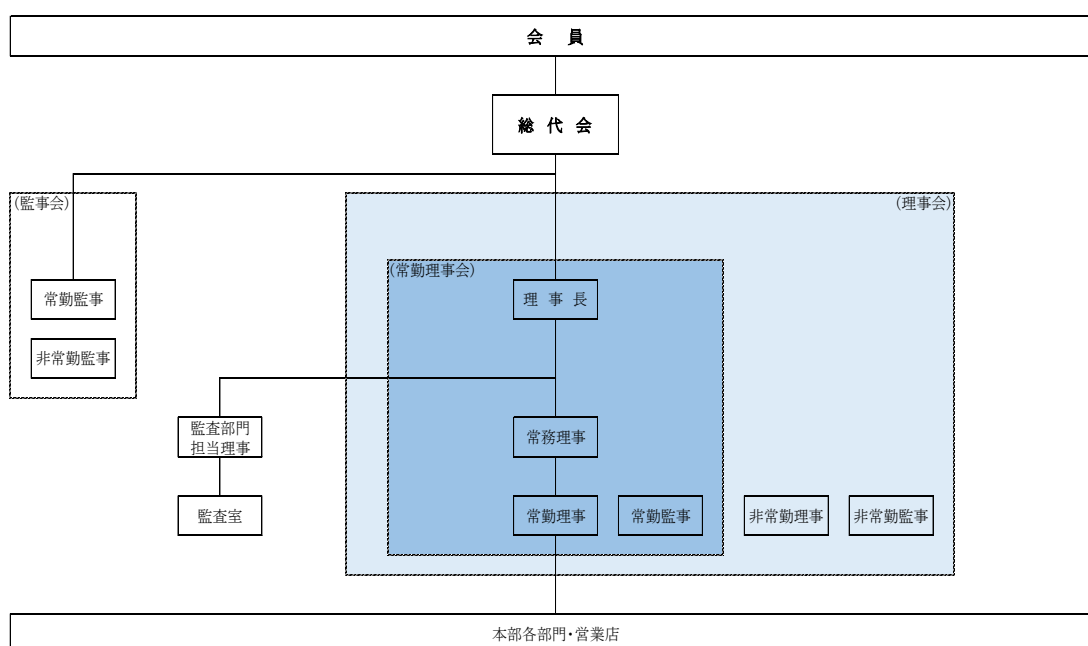 会 員
総 代 会
(監事会)
(理事会)
(常勤理事会)
常勤監事
理 事 長
非常勤監事
監査部門
担当理事
常務理事
監査室
常勤理事
常勤監事
非常勤理事
非常勤監事
本部各部門・営業店